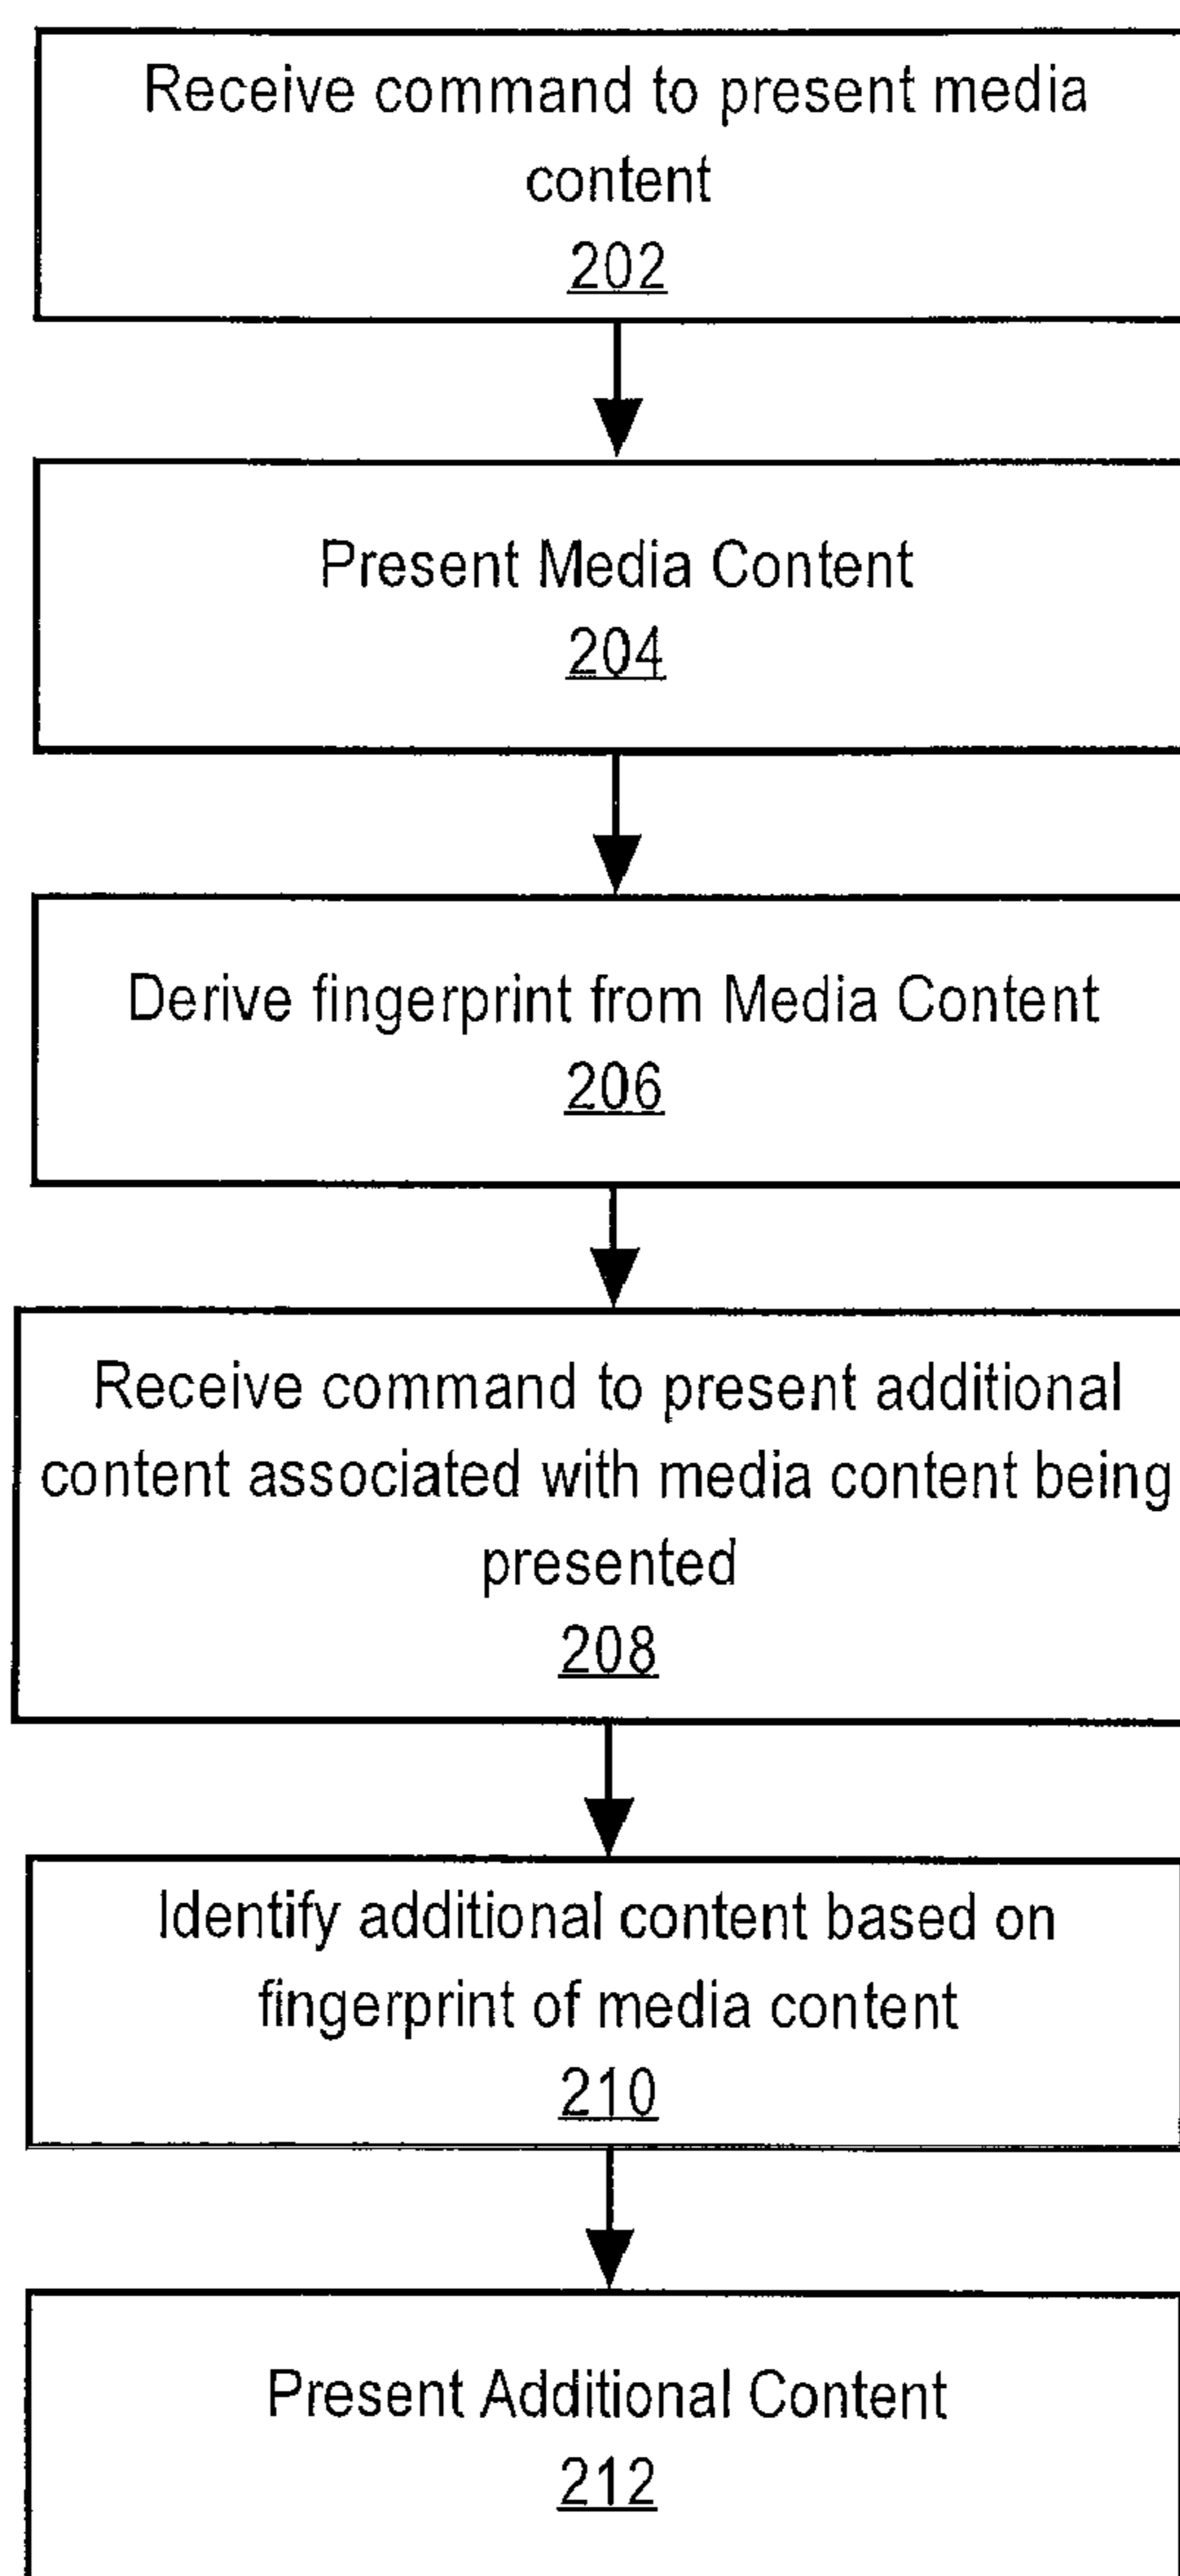 Receive command to present media
content
202
Present Media Content
204
Derive fingerprint from Media Content
206
Receive command to present additional
content associated with media content being
presented
208
Identify additional content based on
fingerprint of media content
210
Present Additional Content
212